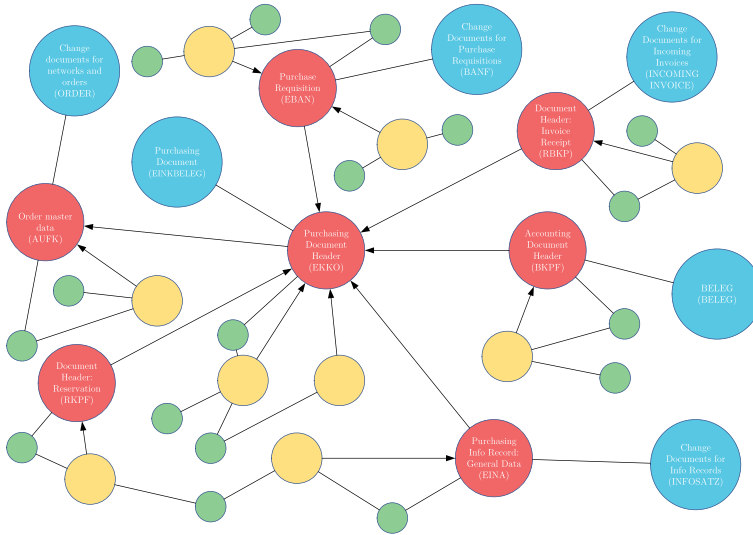 Change
documents for
networks and
orders
(ORDER)
Purchase
Requisition
(EBAN)
Change
Documents for
Purchase
Requisitions
(BANF)
Change
Documents for
Incoming
Invoices
(INCOMING
INVOICE)
Document
Header:
Invoice
Receipt
(RBKP)
Purchasing
Document
(EINKBELEG)
Order master
data
(AUFK)
Purchasing
Document
Header
(EKKO)
Accounting
Document
Header
(BKPF)
BELEG
(BELEG)
Document
Header:
Reservation
(RKPF)
Purchasing
Info Record:
General Data
(EINA)
Change
Documents for
Info Records
(INFOSATZ)